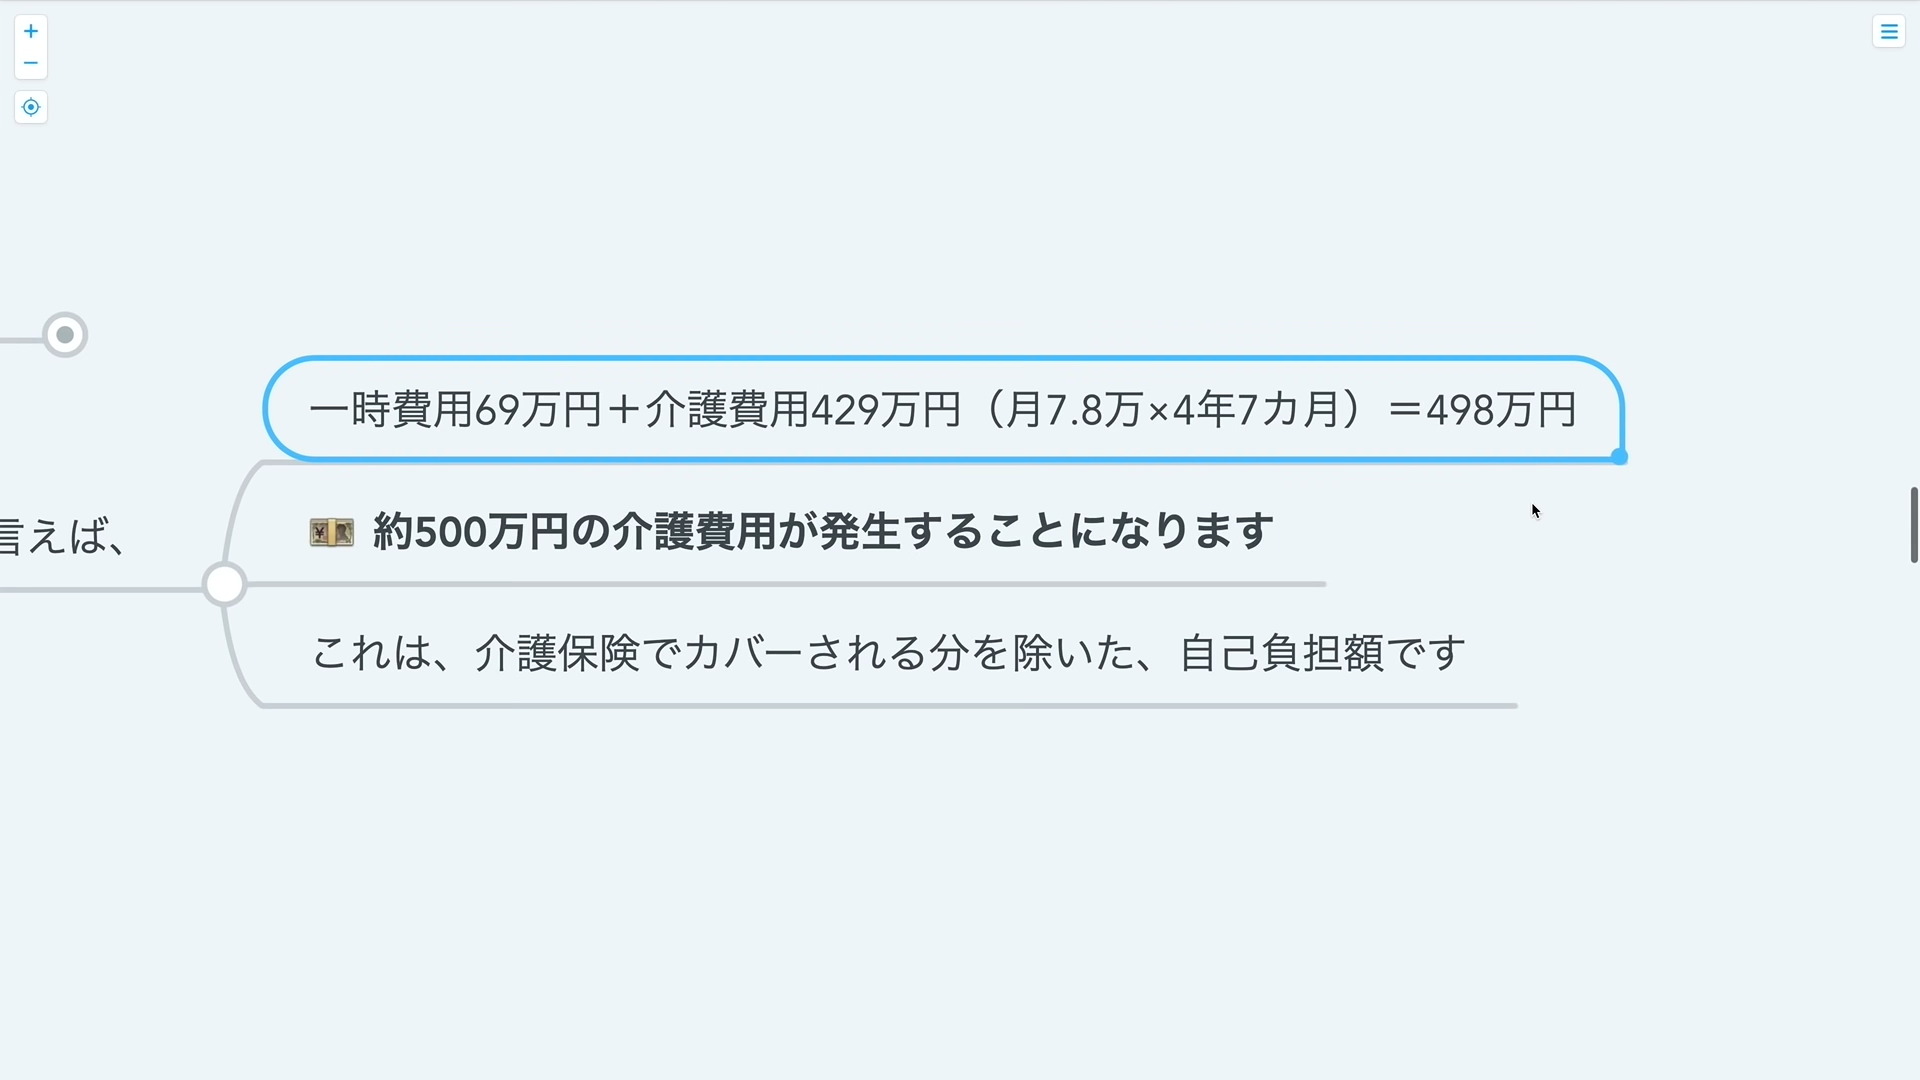 一時費用69万円＋介護費用429万円（月7.8万×4年7カ月）＝498万円
約500万円の介護費用が発生することになります
言えば、
これは、介護保険でカバーされる分を除いた、自己負担額です